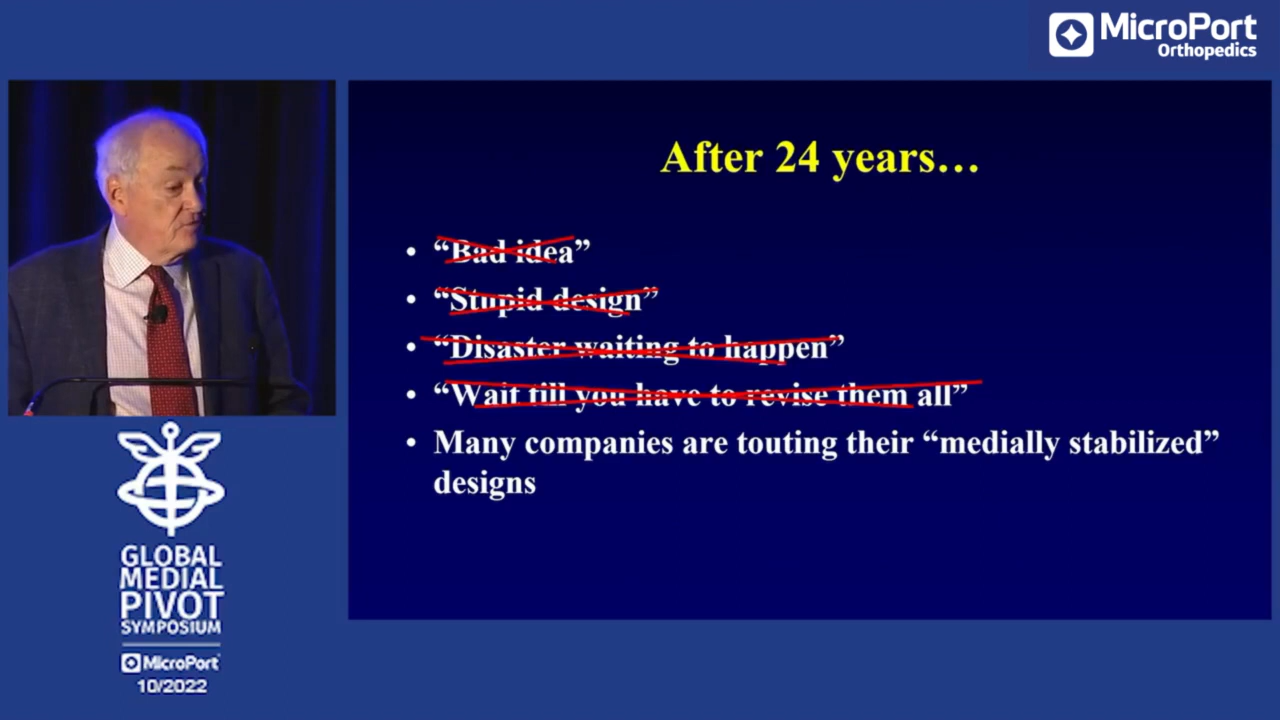 MicroPort
Orthopedics
After 24 years…
• “Bad idea”
• “Stupid design”
• “Disaster waiting to happen”
• “Wait till you have to revise them all”
• Many companies are touting their “medially stabilized”
designs
GLOBAL
MEDIAL
PIVOT
SYMPOSIUM
MicroPort
10/2022